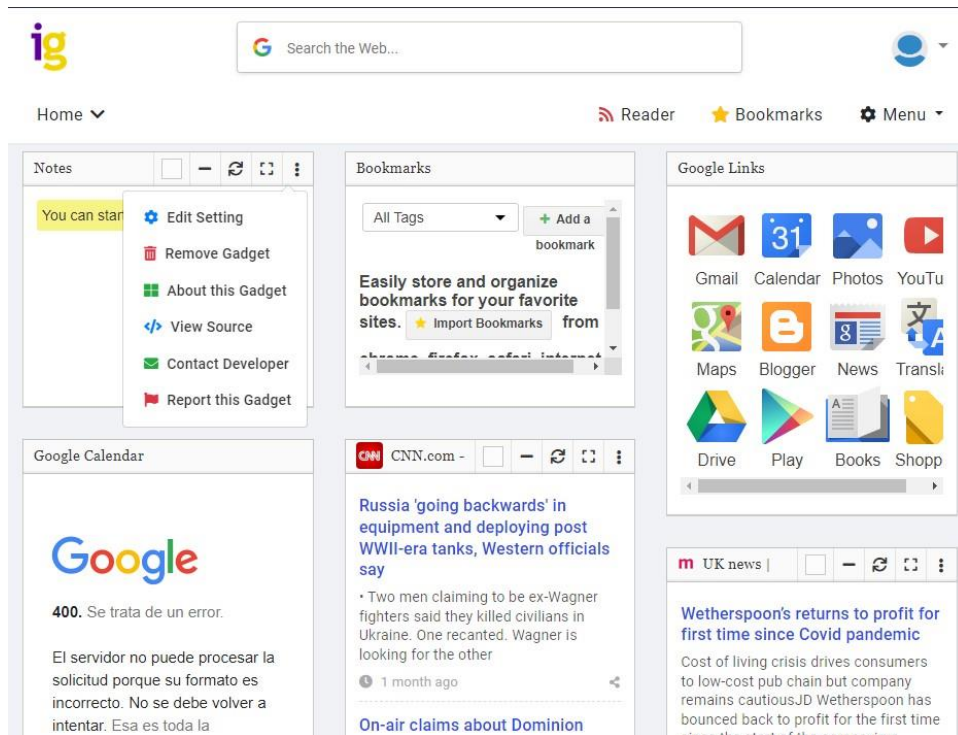 ig
Search the Web...
Home
Reader
Bookmarks
Menu
Notes
You can star
Edit Setting
Remove Gadget
About this Gadget
View Source
Contact Developer
Report this Gadget
Bookmarks
All Tags
+ Add a
bookmark
Easily store and organize
bookmarks for your favorite
sites. Import Bookmarks from
chrome, firefox, safari, internet
Google Links
31
Gmail Calendar Photos YouTu
8
Maps Blogger News Transla
Drive Play Books Shopp
Google Calendar
Google
400. Se trata de un error.
El servidor no puede procesar la
solicitud porque su formato es
incorrecto. No se debe volver a
intentar. Esa es toda la
CNN CNN.com -
Russia 'going backwards' in
equipment and deploying post
WWII-era tanks, Western officials
say
• Two men claiming to be ex-Wagner
fighters said they killed civilians in
Ukraine. One recanted. Wagner is
looking for the other
1 month ago
On-air claims about Dominion
m UK news |
Wetherspoon's returns to profit for
first time since Covid pandemic
Cost of living crisis drives consumers
to low-cost pub chain but company
remains cautiousJD Wetherspoon has
bounced back to profit for the first time